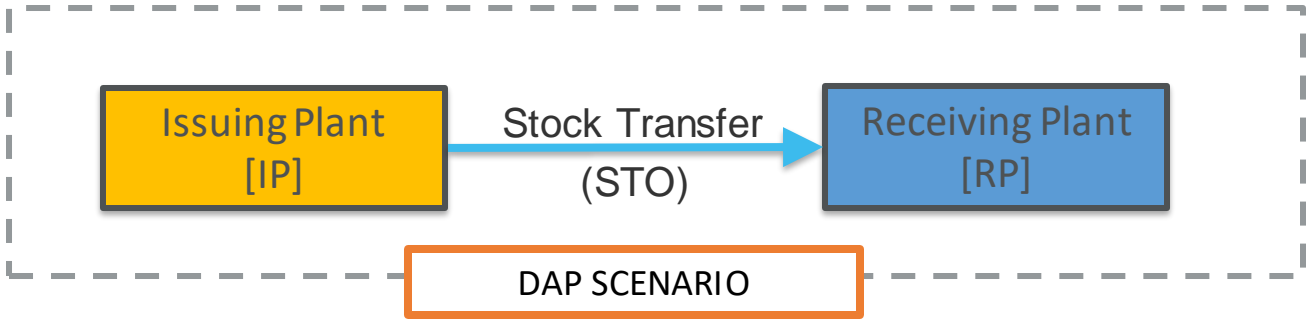 Issuing Plant
[IP]
Stock Transfer
(STO)
Receiving Plant
[RP]
DAP SCENARIO